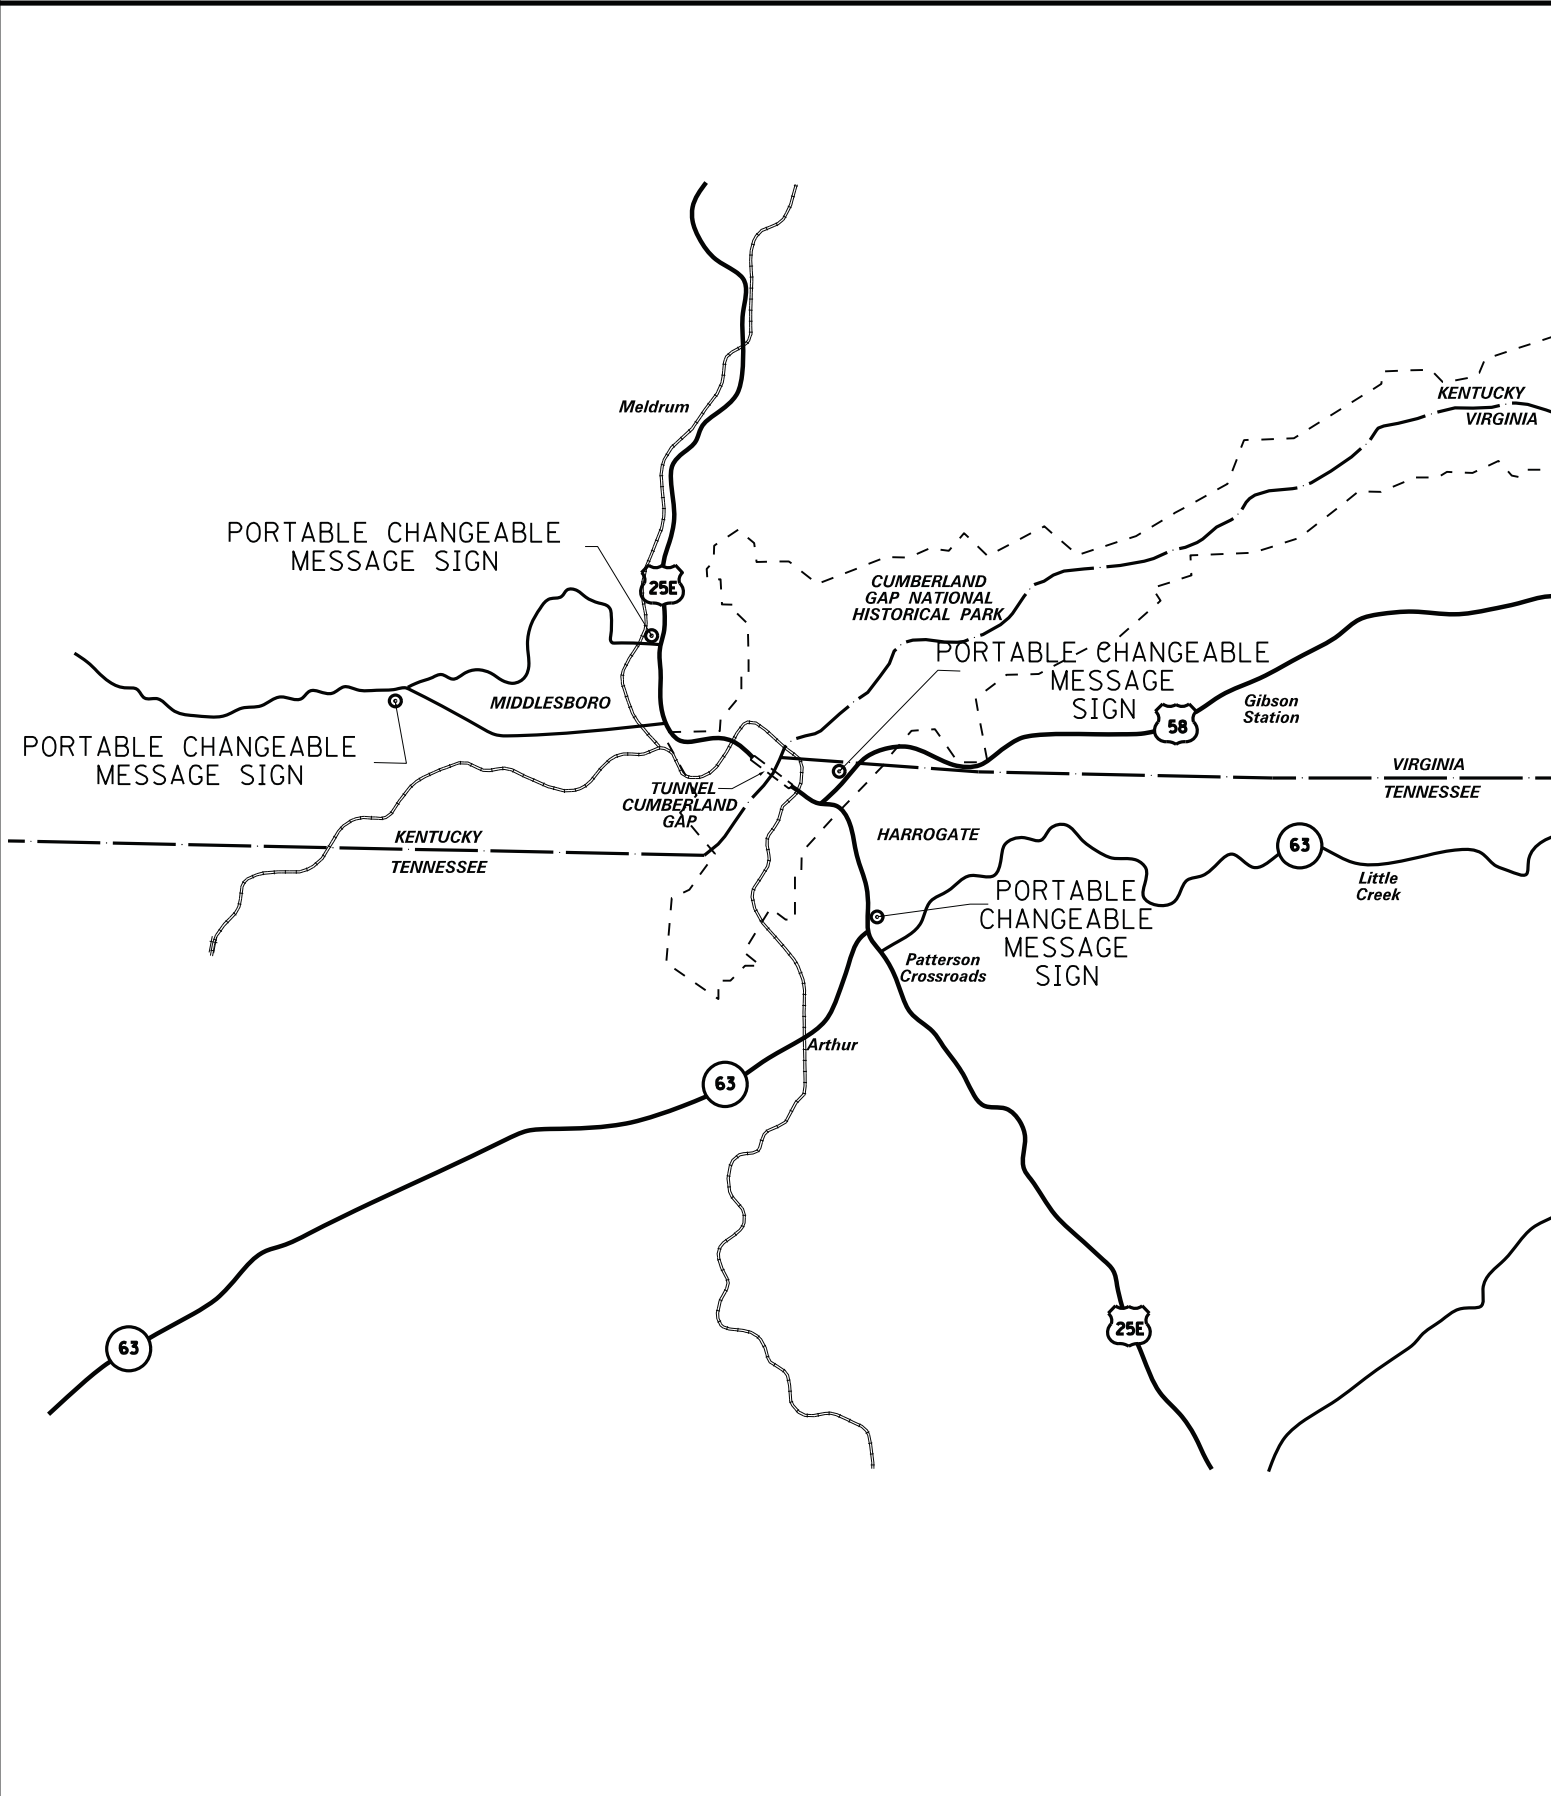 KENTUCKY
VIRGINIA
Meldrum
PORTABLE CHANGEABLE
MESSAGE SIGN
25E
CUMBERLAND
GAP NATIONAL
HISTORICAL PARK
PORTABLE CHANGEABLE
MESSAGE
SIGN
MIDDLESBORO
Gibson
Station
58
PORTABLE CHANGEABLE
MESSAGE SIGN
VIRGINIA
TENNESSEE
TUNNEL
CUMBERLAND
GAP
KENTUCKY
TENNESSEE
HARROGATE
63
Little
Creek
PORTABLE
CHANGEABLE
MESSAGE
SIGN
Patterson
Crossroads
Arthur
63
25E
63